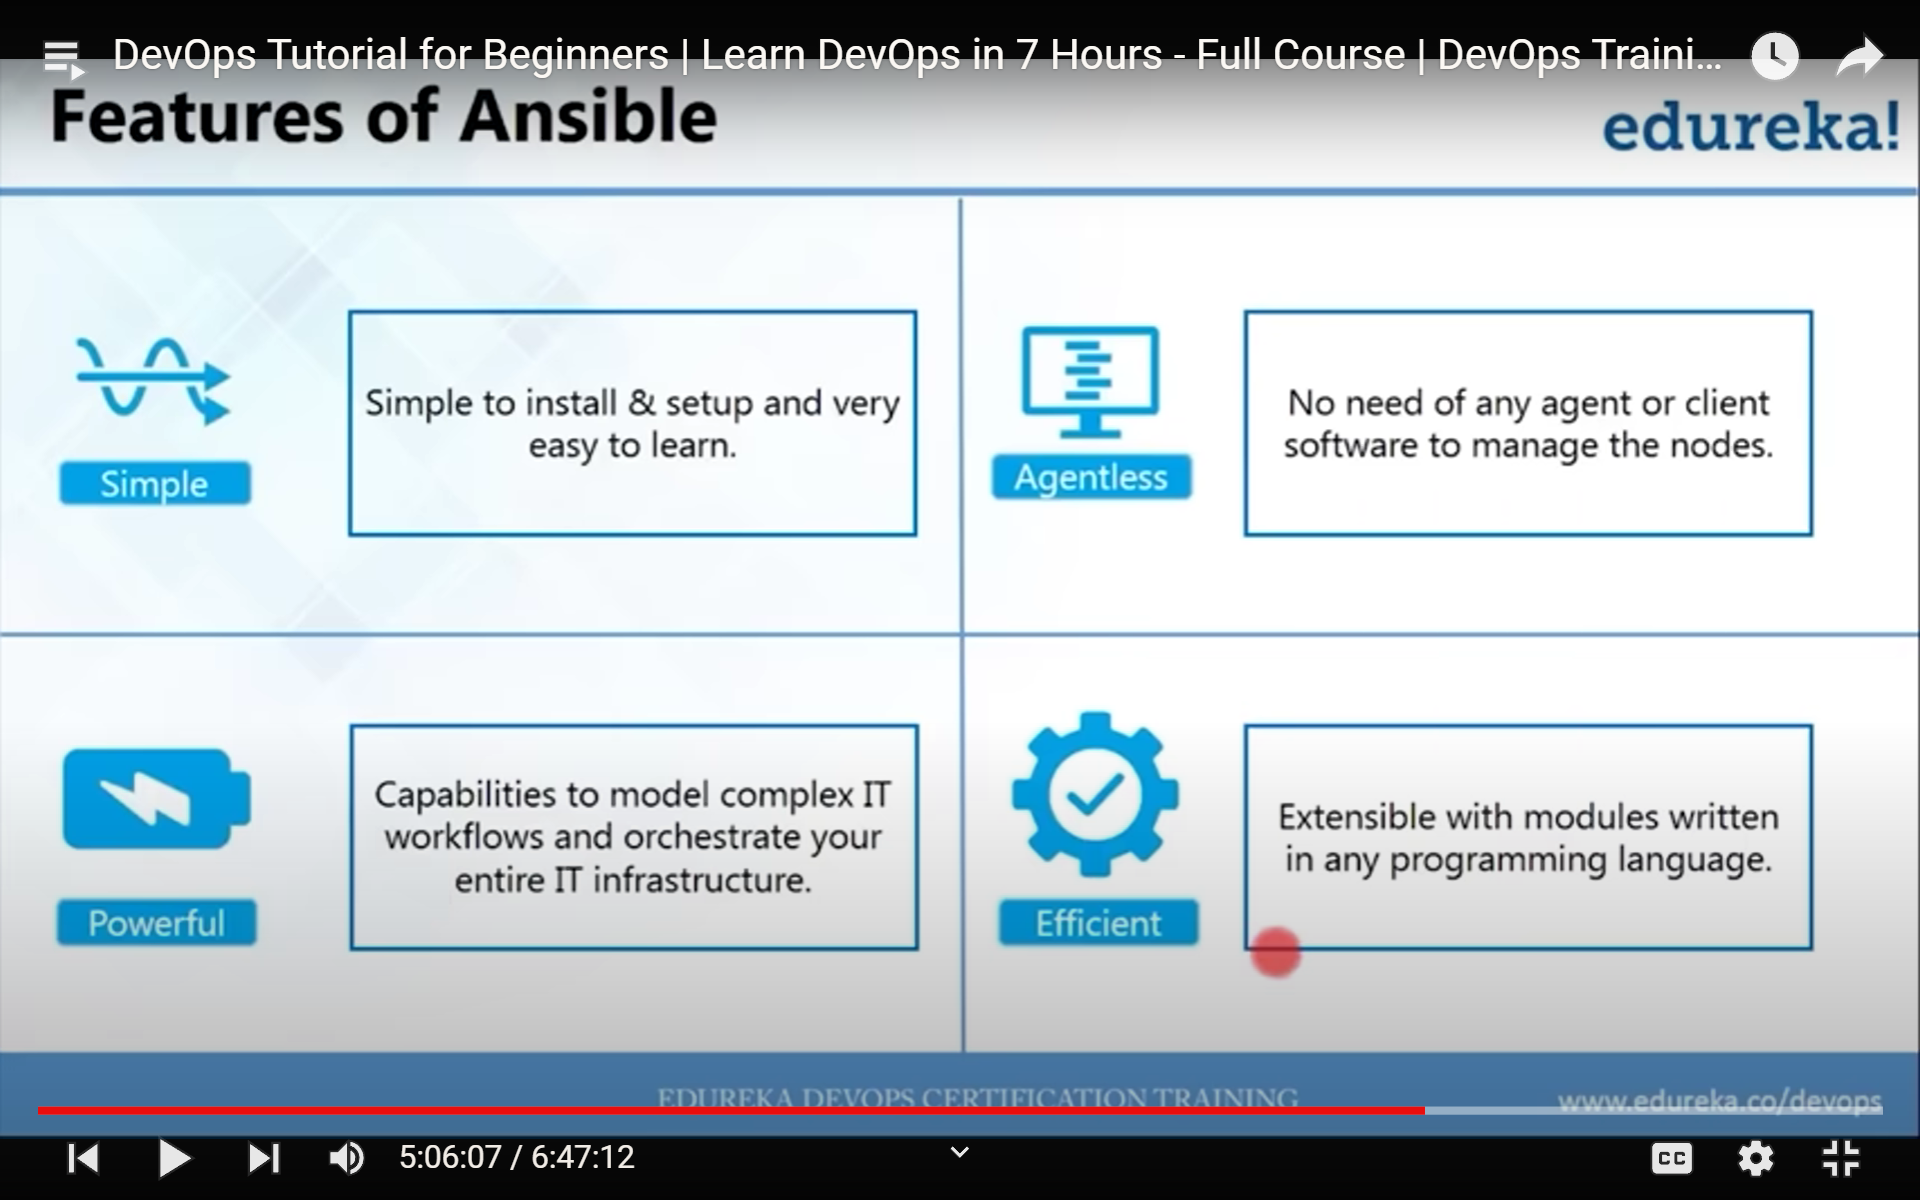 DevOps Tutorial for Beginners | Learn DevOps in 7 Hours - Full Course | DevOps Traini...
Features of Ansible
edureka!
Simple
Simple to install & setup and very
easy to learn.
Agentless
No need of any agent or client
software to manage the nodes.
Powerful
Capabilities to model complex IT
workflows and orchestrate your
entire IT infrastructure.
Efficient
Extensible with modules written
in any programming language.
EDUREKA DEVOPS CERTIFICATION TRAINING
www.edureka.co/devops
5:06:07 / 6:47:12
CC